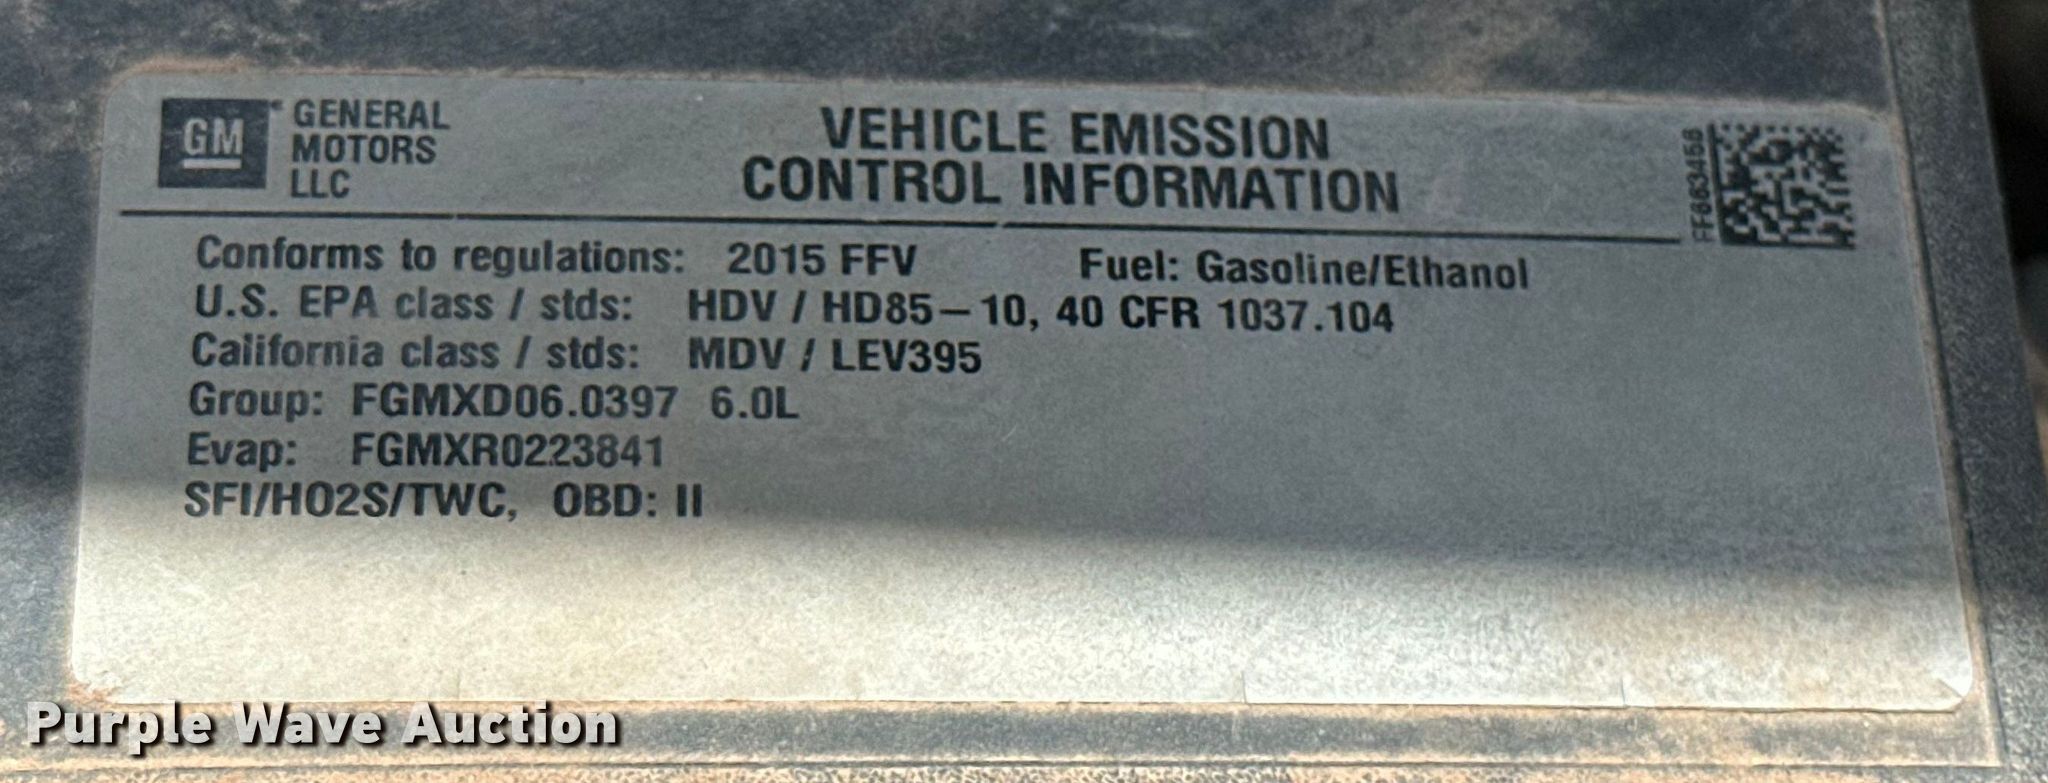 GM
GENERAL
MOTORS
LLC
VEHICLE EMISSION
CONTROL INFORMATION
Conforms to regulations: 2015 FFV Fuel: Gasoline/Ethanol
U.S. EPA class / stds: HDV / HD85-10, 40 CFR 1037.104
California class / stds: MDV / LEV395
Group: FGMXD06.0397 6.0L
Evap: FGMXR0223841
SFI/HO2S/TWC, OBD: II
Purple Wave Auction